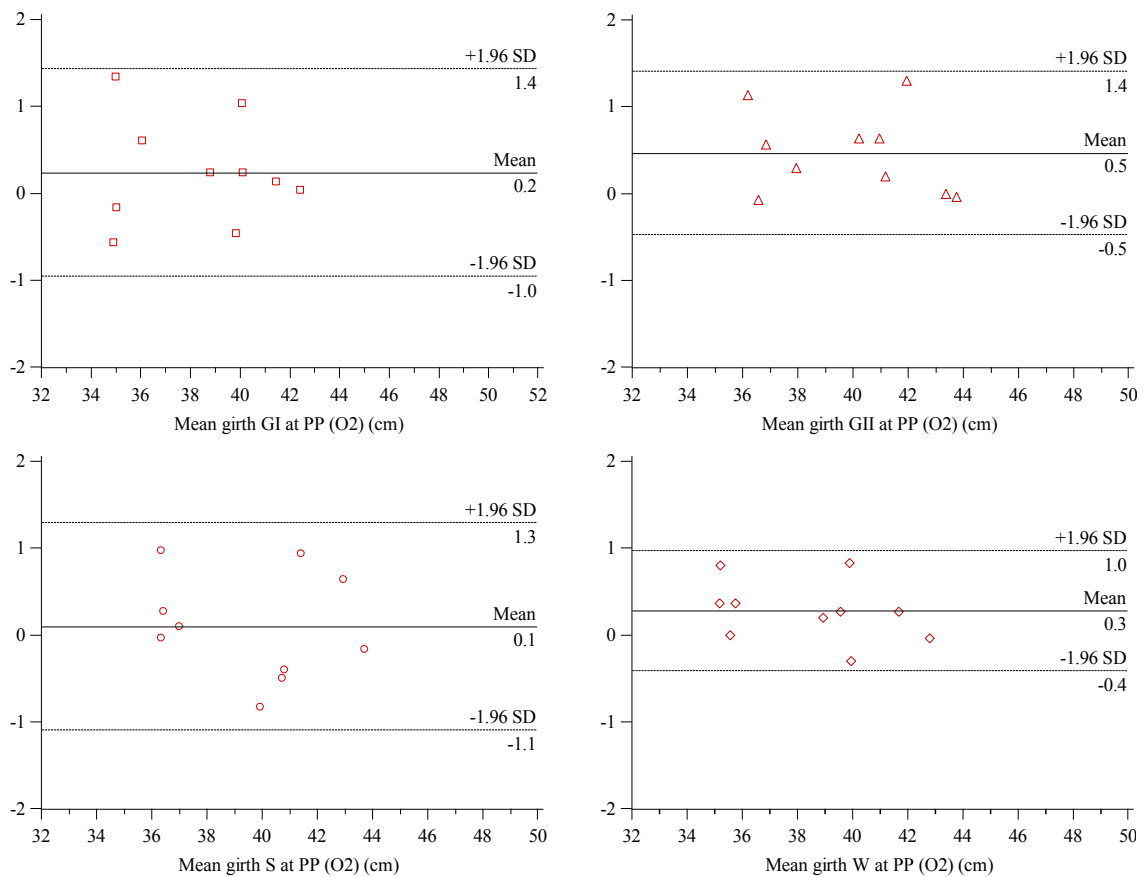 2
+1.96 SD
1.4
1
Mean
0.2
0
-1.96 SD
-1
-1.0
-2
32 34 36 38 40 42 44 46 48 50 52
Mean girth GI at PP (O2) (cm)
2
+1.96 SD
1.4
1
Mean
0.5
0
-1.96 SD
-0.5
-1
-2
32 34 36 38 40 42 44 46 48 50
Mean girth GII at PP (O2) (cm)
2
+1.96 SD
1.3
1
Mean
0.1
0
-1.96 SD
-1
-1.1
-2
32 34 36 38 40 42 44 46 48 50
Mean girth S at PP (O2) (cm)
2
+1.96 SD
1
1.0
Mean
0.3
0
-1.96 SD
-0.4
-1
-2
32 34 36 38 40 42 44 46 48 50
Mean girth W at PP (O2) (cm)